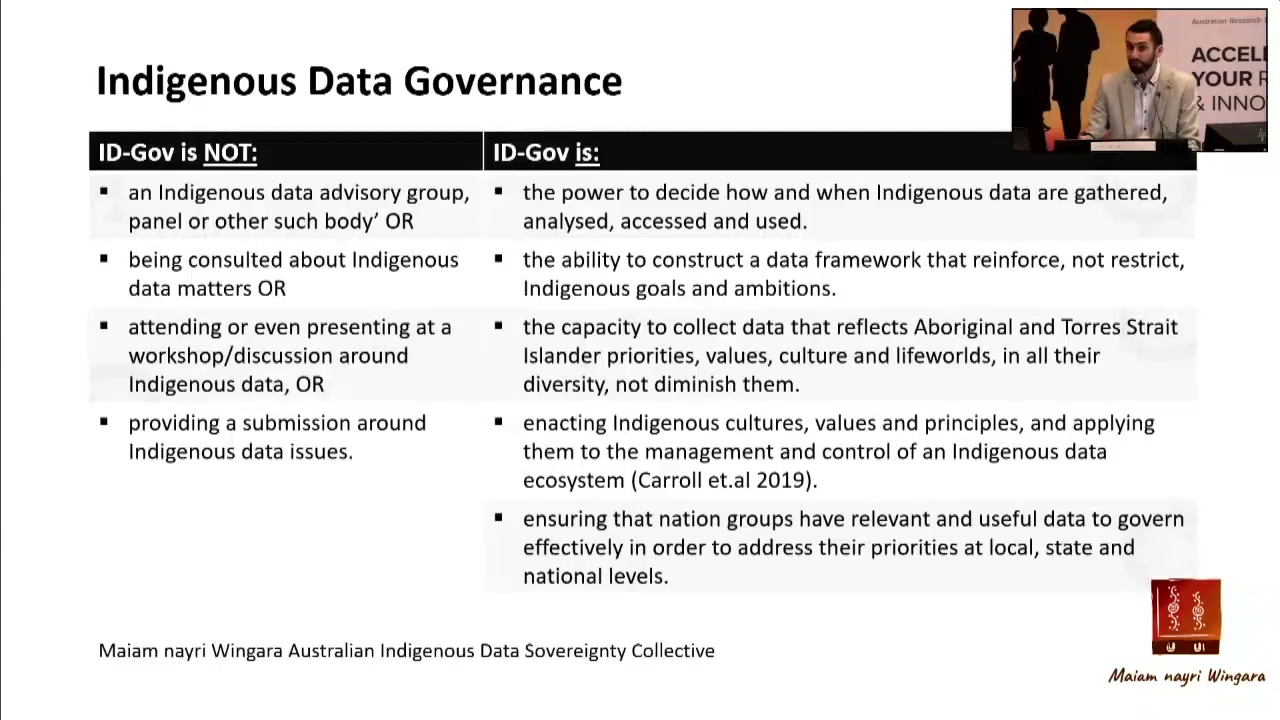 Indigenous Data Governance
Australian Research
ACCEL
YOUR R
& INNO
ID-Gov is NOT:
ID-Gov is:
▪ an Indigenous data advisory group,
panel or other such body’ OR
▪ the power to decide how and when Indigenous data are gathered,
analysed, accessed and used.
▪ being consulted about Indigenous
data matters OR
▪ the ability to construct a data framework that reinforce, not restrict,
Indigenous goals and ambitions.
▪ attending or even presenting at a
workshop/discussion around
Indigenous data, OR
▪ the capacity to collect data that reflects Aboriginal and Torres Strait
Islander priorities, values, culture and lifeworlds, in all their
diversity, not diminish them.
▪ providing a submission around
Indigenous data issues.
▪ enacting Indigenous cultures, values and principles, and applying
them to the management and control of an Indigenous data
ecosystem (Carroll et.al 2019).
▪ ensuring that nation groups have relevant and useful data to govern
effectively in order to address their priorities at local, state and
national levels.
Maiam nayri Wingara Australian Indigenous Data Sovereignty Collective
Maiam nayri Wingara